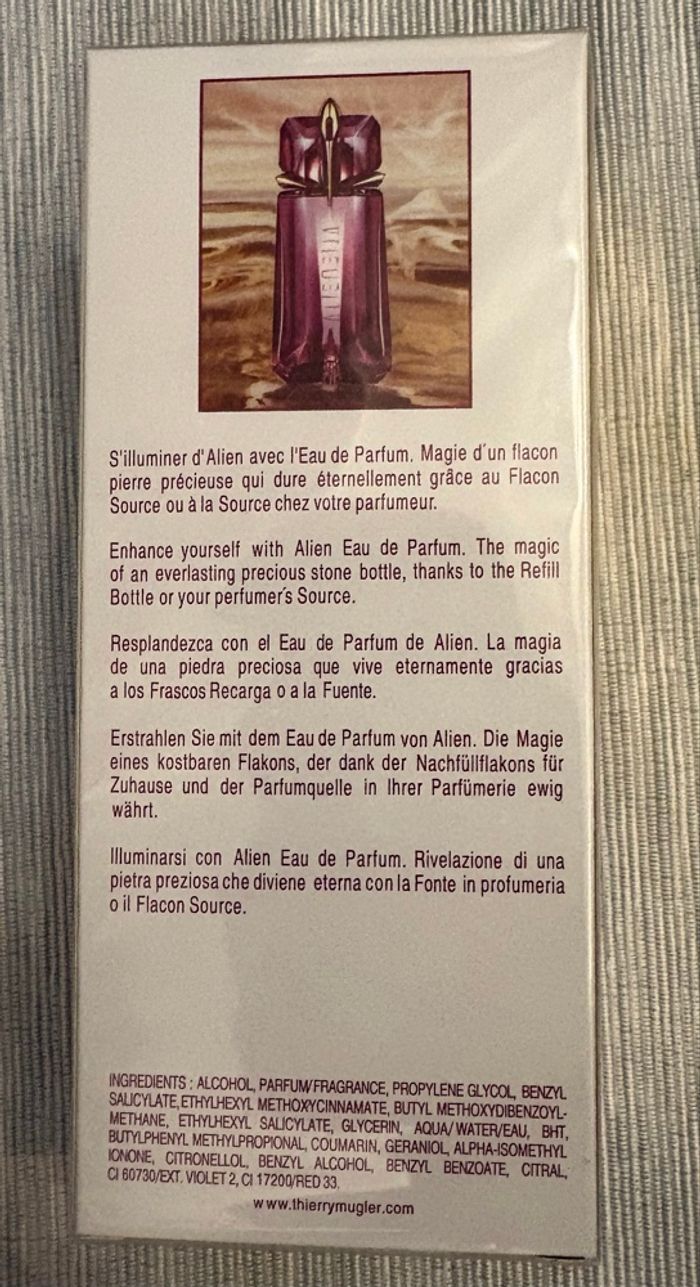 S'illuminer d'Alien avec l'Eau de Parfum. Magie d´un flacon
pierre précieuse qui dure éternellement grâce au Flacon
Source ou à la Source chez votre parfumeur.
Enhance yourself with Alien Eau de Parfum. The magic
of an everlasting precious stone bottle, thanks to the Refill
Bottle or your perfumer´s Source.
Resplandezca con el Eau de Parfum de Alien. La magia
de una piedra preciosa que vive eternamente gracias
a los Frascos Recarga o a la Fuente.
Erstrahlen Sie mit dem Eau de Parfum von Alien. Die Magie
eines kostbaren Flakons, der dank der Nachfüllflakons für
Zuhause und der Parfumquelle in Ihrer Parfümerie ewig
währt.
Illuminarsi con Alien Eau de Parfum. Rivelazione di una
pietra preziosa che diviene eterna con la Fonte in profumeria
o il Flacon Source.
INGREDIENTS : ALCOHOL, PARFUM/FRAGRANCE, PROPYLENE GLYCOL, BENZYL
SALICYLATE, ETHYLHEXYL METHOXYCINNAMATE, BUTYL METHOXYDIBENZOYL-
METHANE, ETHYLHEXYL SALICYLATE, GLYCERIN, AQUA/WATER/EAU, BHT,
BUTYLPHENYL METHYLPROPIONAL, COUMARIN, GERANIOL, ALPHA-ISOMETHYL
IONONE, CITRONELLOL, BENZYL ALCOHOL, BENZYL BENZOATE, CITRAL,
CI 60730/EXT. VIOLET 2, CI 17200/RED 33.
www.thierrymugler.com